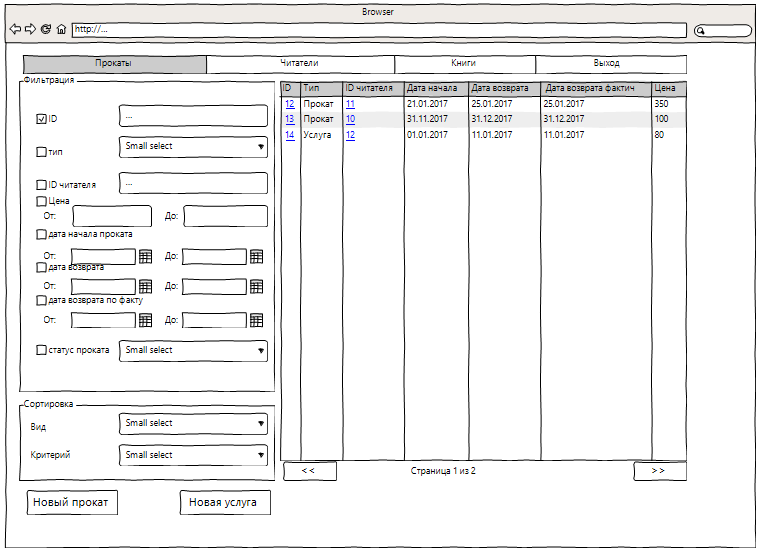 Browser
http://...
Прокаты Читатели Книги Выход
Фильтрация
ID ...
тип Small select
ID читателя ...
Цена
От: До:
дата начала проката
От: До:
дата возврата
От: До:
дата возврата по факту
От: До:
статус проката Small select
Сортировка
Вид Small select
Критерий Small select
Новый прокат Новая услуга
ID Тип ID читателя Дата начала Дата возврата Дата возврата фактич Цена
12 Прокат 11 21.01.2017 25.01.2017 25.01.2017 350
13 Прокат 10 31.11.2017 31.12.2017 31.12.2017 100
14 Услуга 12 01.01.2017 11.01.2017 11.01.2017 80
<< Страница 1 из 2 >>